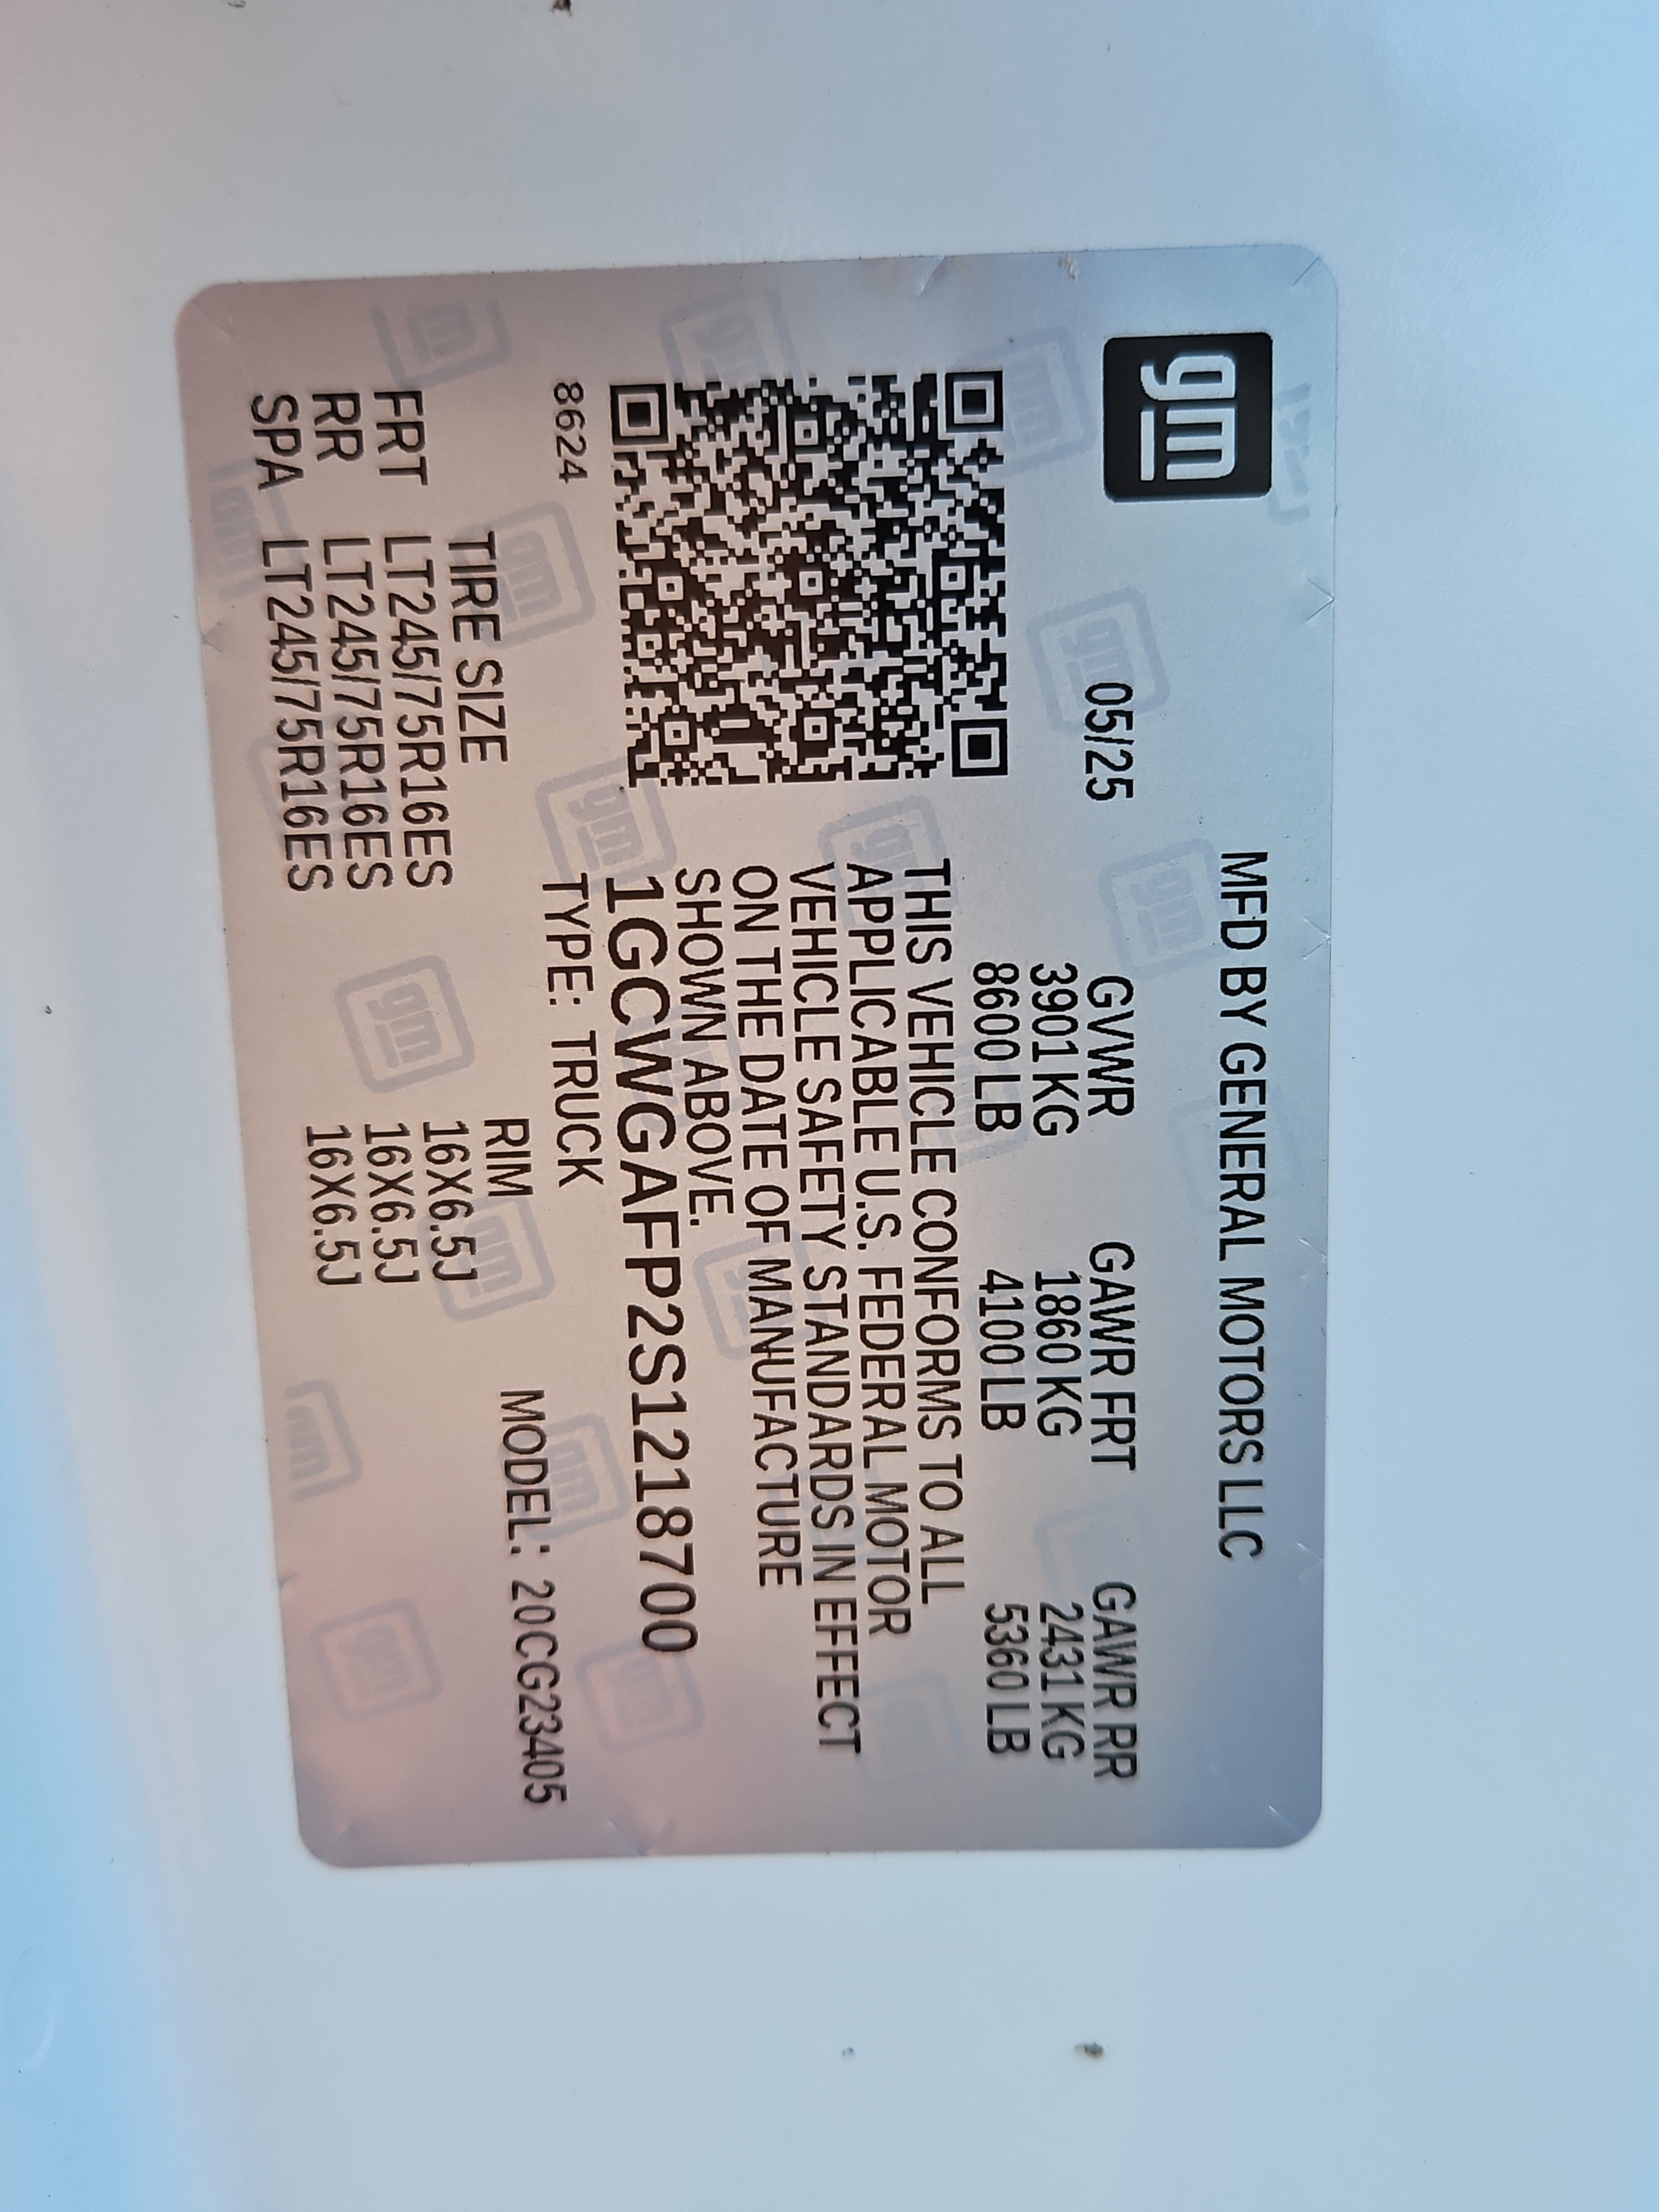 gm
MFD BY GENERAL MOTORS LLC
05/25 GVWR GAWR FRT GAWR RR
3901 KG 1860 KG 2431 KG
8600 LB 4100 LB 5360 LB
THIS VEHICLE CONFORMS TO ALL
APPLICABLE U.S. FEDERAL MOTOR
VEHICLE SAFETY STANDARDS IN EFFECT
ON THE DATE OF MANUFACTURE
SHOWN ABOVE.
1GCWGAFP2S1218700
8624 TYPE: TRUCK
MODEL: 20CG23405
TIRE SIZE RIM
FRT LT245/75R16ES 16X6.5J
RR LT245/75R16ES 16X6.5J
SPA LT245/75R16ES 16X6.5J